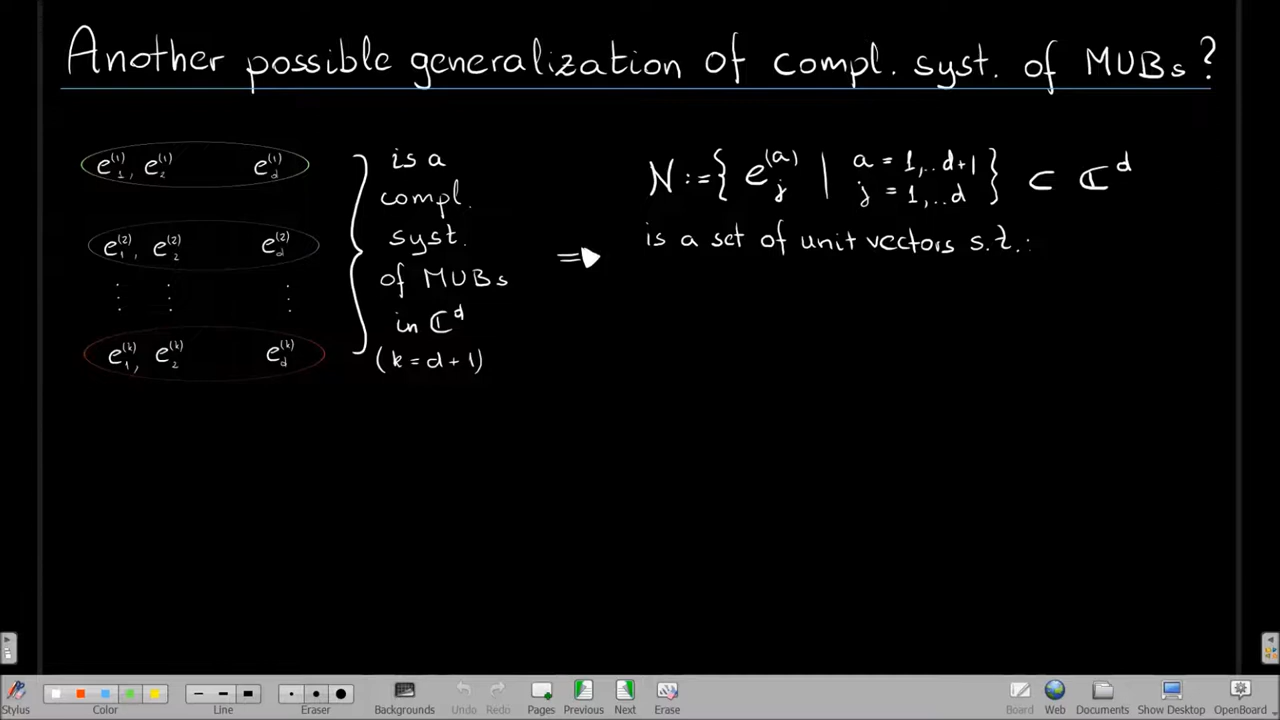 Another possible generalization of compl. syst. of MUBs?
e₁⁽¹⁾, e₂⁽¹⁾ e_d⁽¹⁾
e₁⁽²⁾, e₂⁽²⁾ e_d⁽²⁾
⋮ ⋮ ⋮
e₁⁽ᵏ⁾, e₂⁽ᵏ⁾ e_d⁽ᵏ⁾
is a
compl.
syst.
of MUBs
in ℂᵈ
(k = d + 1)
⇒
N := { e_j⁽ᵃ⁾ | a = 1,..d+1
j = 1,..d } ⊂ ℂᵈ
is a set of unit vectors s.t.:
Stylus
Color
Line
Eraser
Backgrounds
Undo
Redo
Pages
Previous
Next
Erase
Board
Web
Documents
Show Desktop
OpenBoard